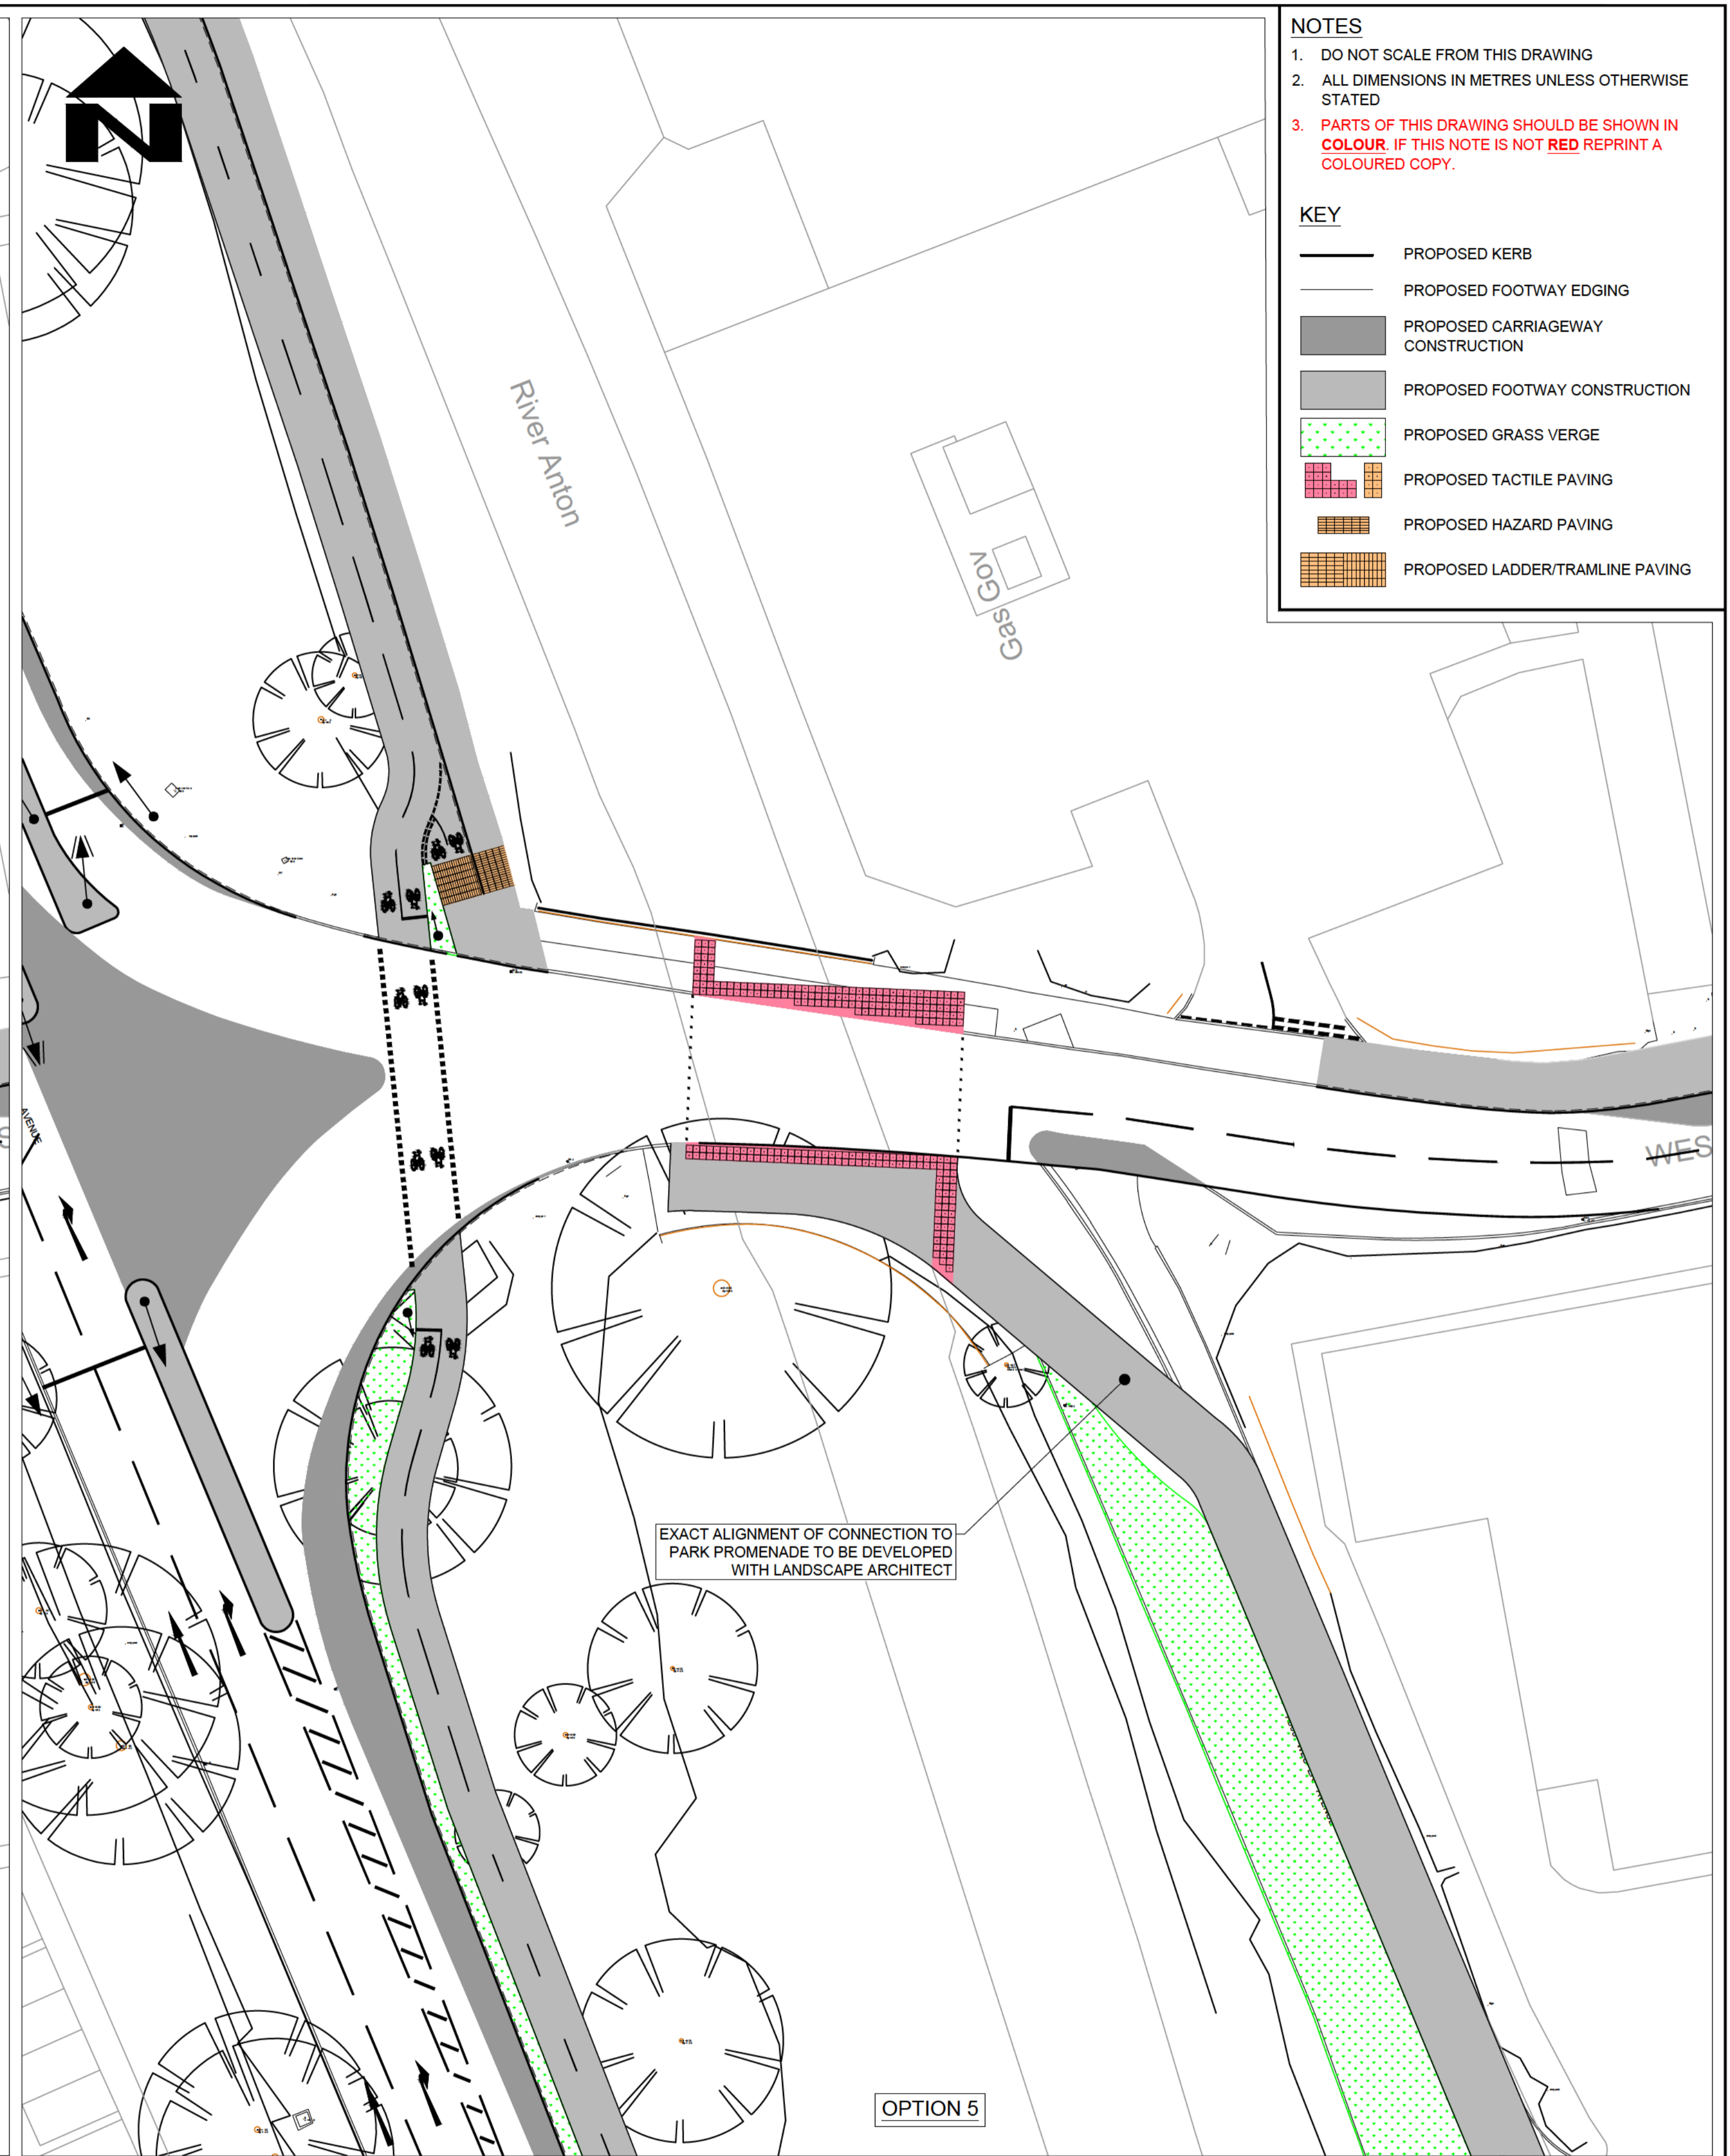 NOTES
1. DO NOT SCALE FROM THIS DRAWING
2. ALL DIMENSIONS IN METRES UNLESS OTHERWISE
STATED
3. PARTS OF THIS DRAWING SHOULD BE SHOWN IN
COLOUR. IF THIS NOTE IS NOT RED REPRINT A
COLOURED COPY.
KEY
PROPOSED KERB
PROPOSED FOOTWAY EDGING
PROPOSED CARRIAGEWAY
CONSTRUCTION
PROPOSED FOOTWAY CONSTRUCTION
PROPOSED GRASS VERGE
PROPOSED TACTILE PAVING
PROPOSED HAZARD PAVING
PROPOSED LADDER/TRAMLINE PAVING
N
River Anton
Gas Gov
AVENUE
WES
EXACT ALIGNMENT OF CONNECTION TO
PARK PROMENADE TO BE DEVELOPED
WITH LANDSCAPE ARCHITECT
OPTION 5